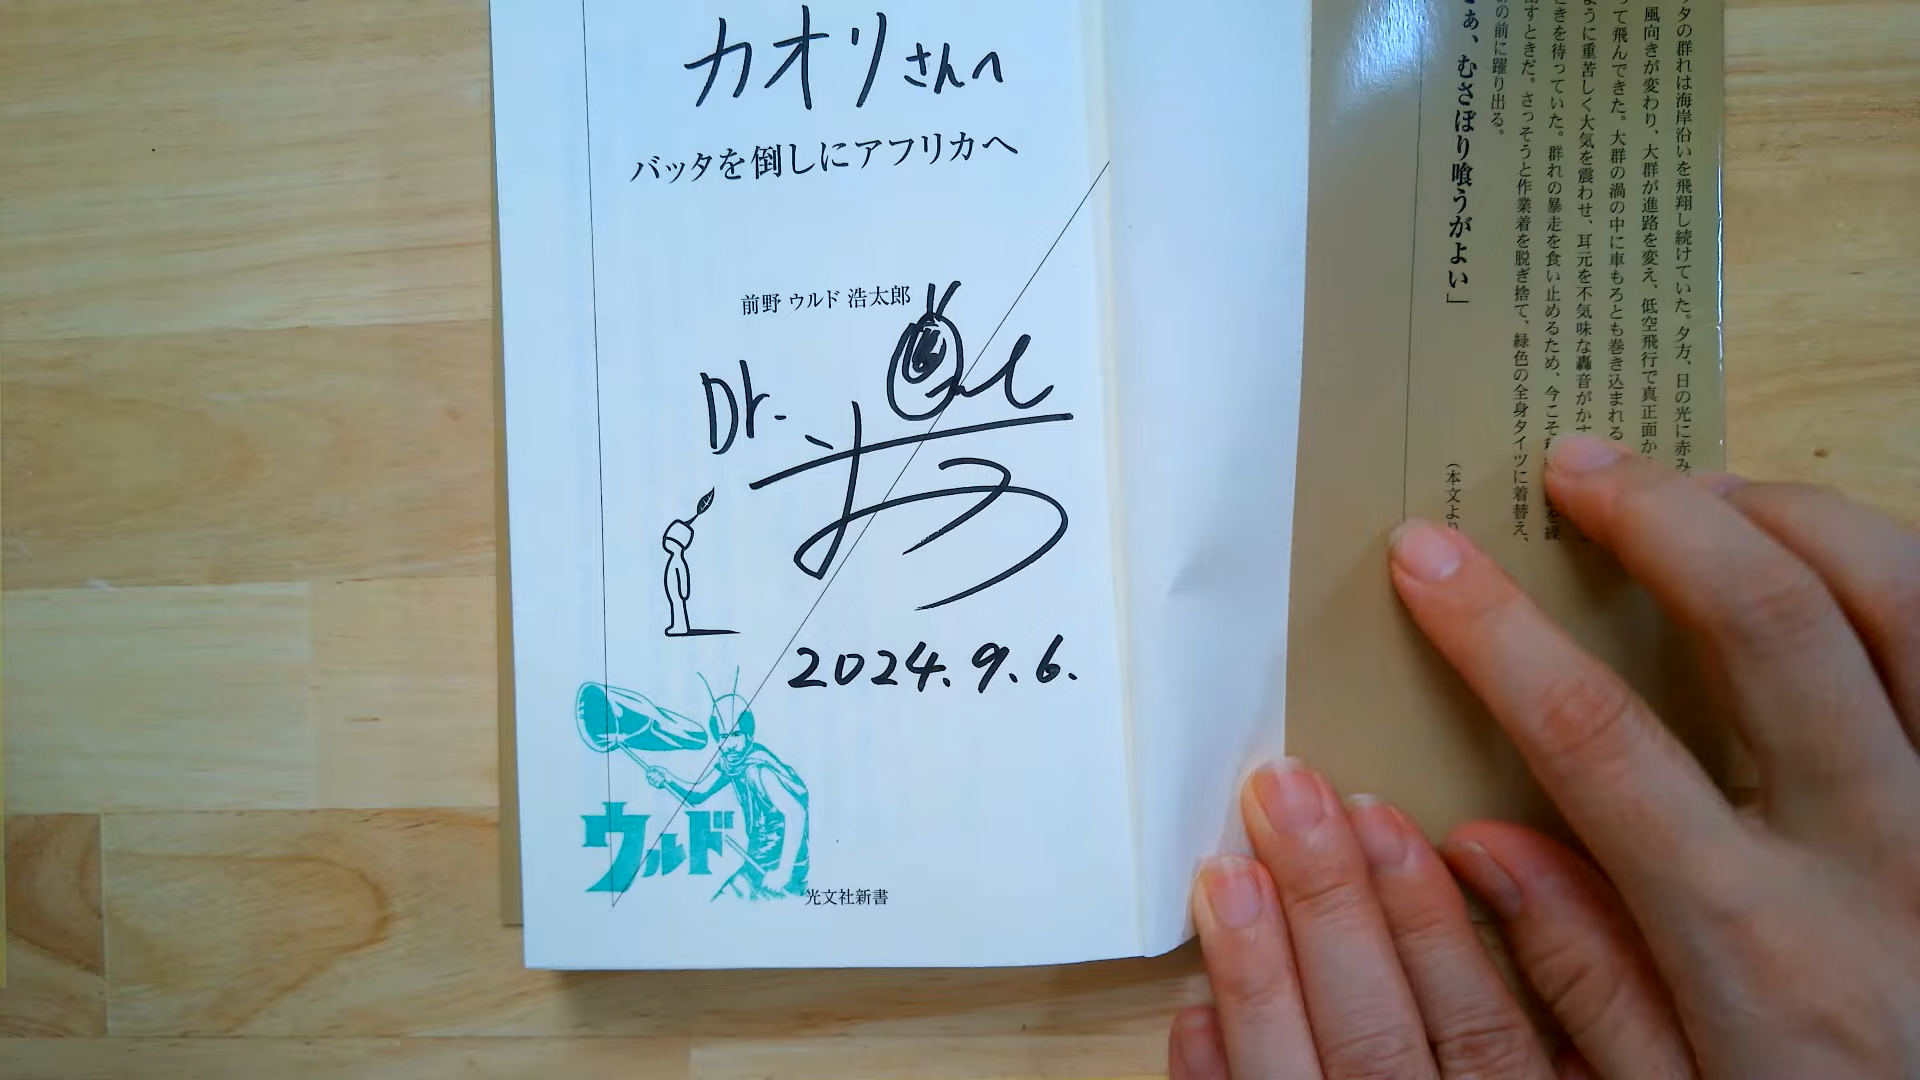 カオリさんへ
バッタを倒しにアフリカへ
前野 ウルド 浩太郎
Dr.
2024.9.6.
ウルド
光文社新書
タの群れは海岸沿いを飛翔し続けていた。夕方、日の光に赤み
風向きが変わり、大群が進路を変え、低空飛行で真正面か
って飛んできた。大群の渦の中に車もろとも巻き込まれる
ように重苦しく大気を震わせ、耳元を不気味な轟音がかす
ときを待っていた。群れの暴走を食い止めるため、今こそ
出すときだ。さっそうと作業着を脱ぎ捨て、緑色の全身タイツに着替え、
の前に躍り出る。
さぁ、むさぼり喰うがよい」
(本文より